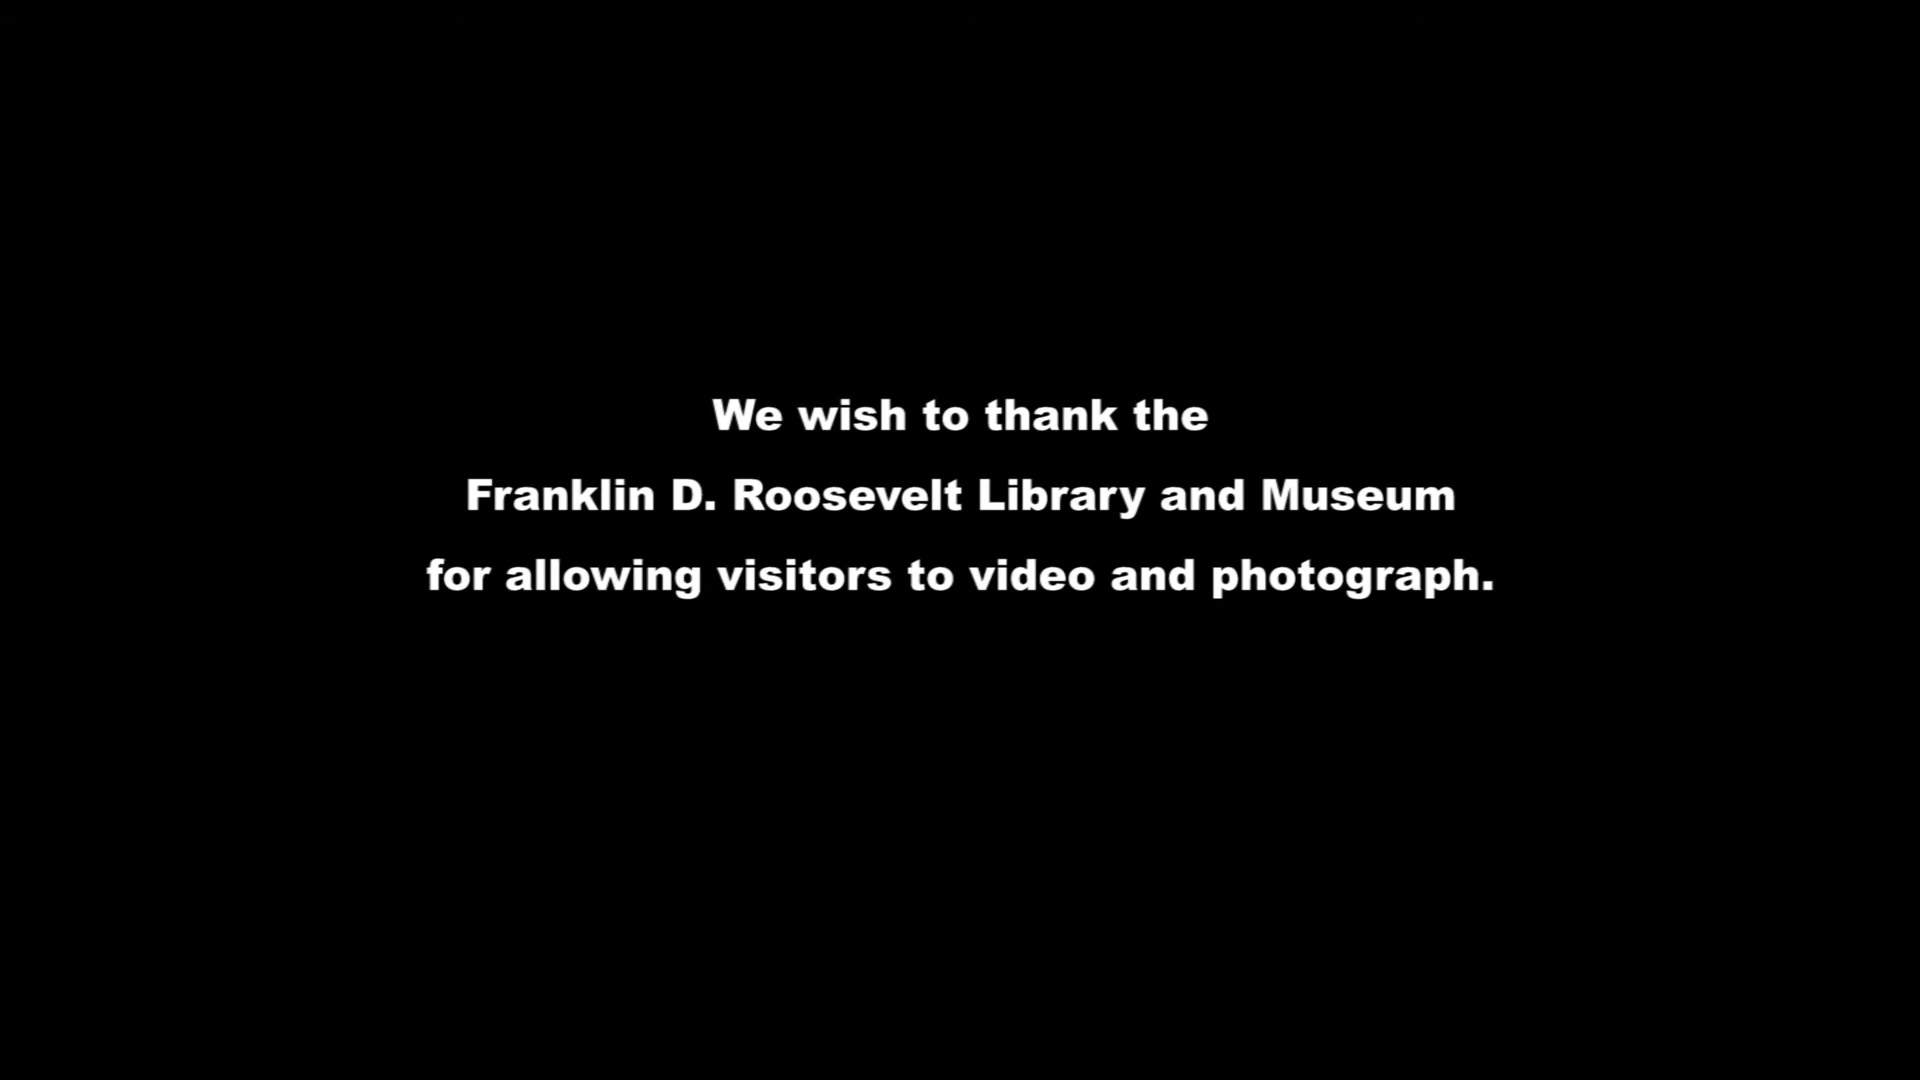 We wish to thank the
Franklin D. Roosevelt Library and Museum
for allowing visitors to video and photograph.